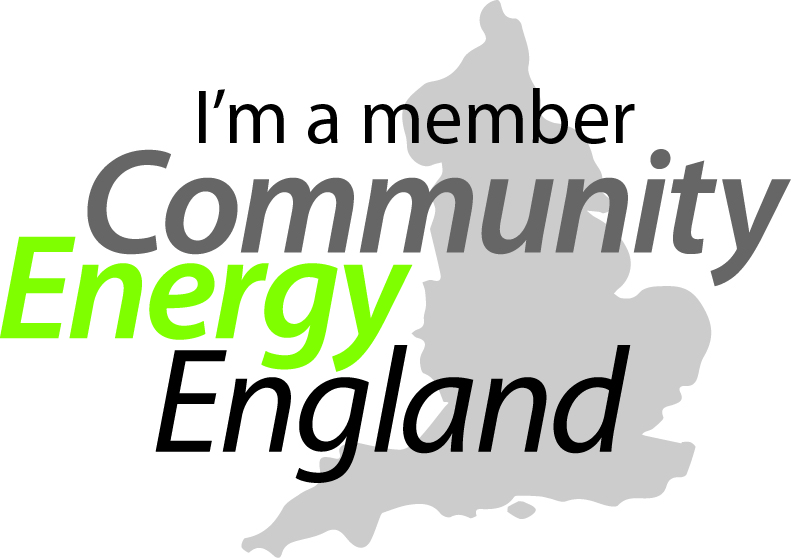 I’m a member
Community
Energy
England